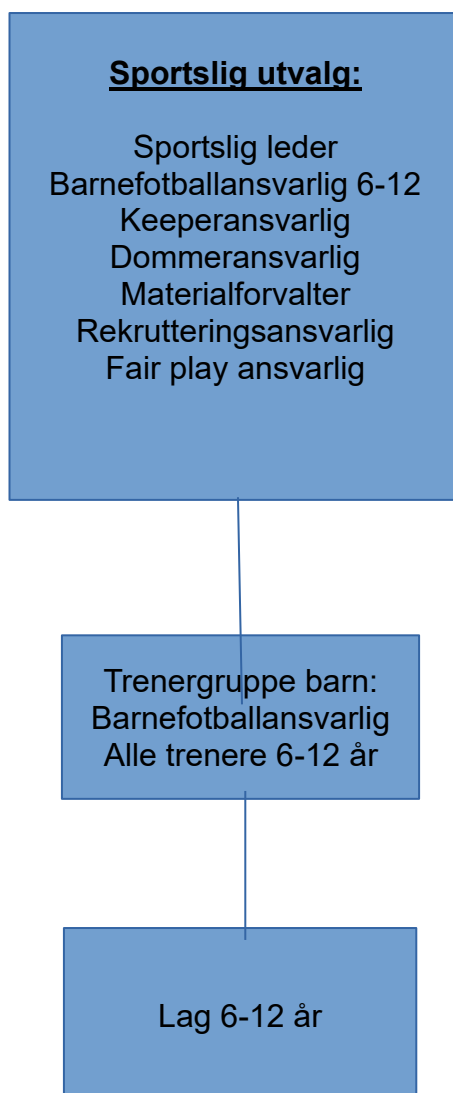 Sportslig utvalg:
Sportslig leder
Barnefotballansvarlig 6-12
Keeperansvarlig
Dommeransvarlig
Materialforvalter
Rekrutteringsansvarlig
Fair play ansvarlig
Trenergruppe barn:
Barnefotballansvarlig
Alle trenere 6-12 år
Lag 6-12 år